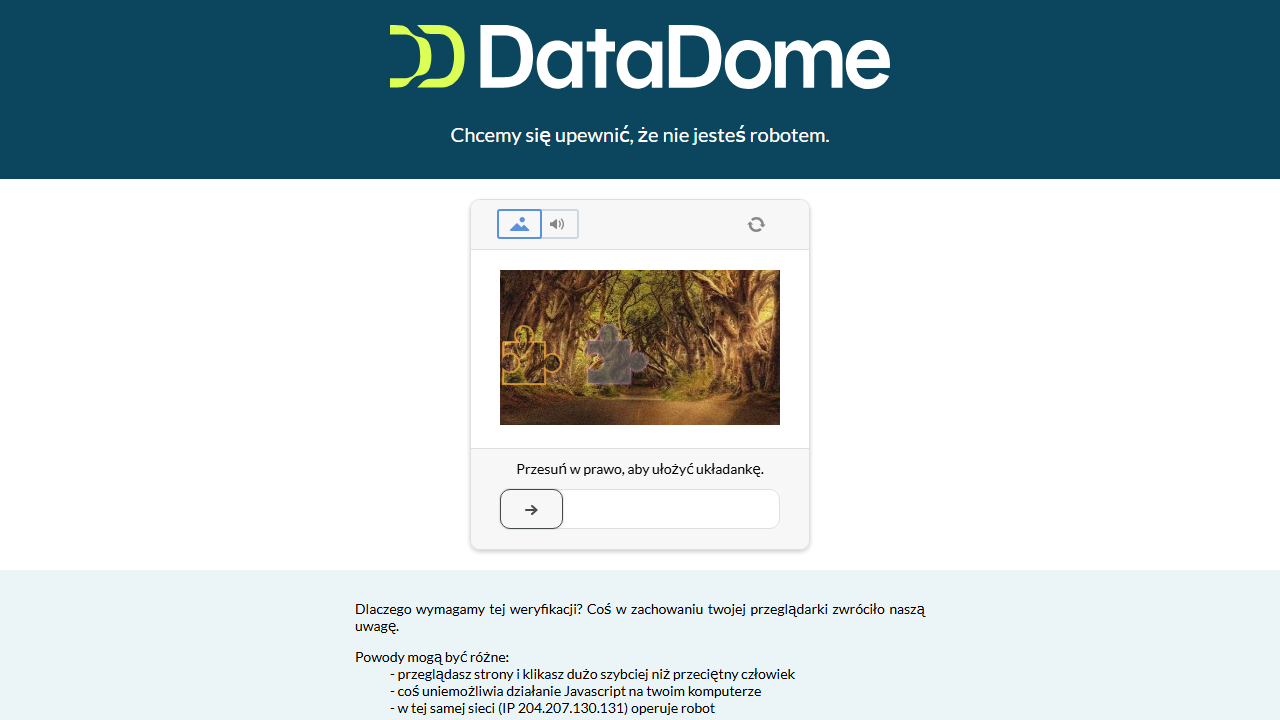 DataDome
Chcemy się upewnić, że nie jesteś robotem.
Przesuń w prawo, aby ułożyć układankę.
Dlaczego wymagamy tej weryfikacji? Coś w zachowaniu twojej przeglądarki zwróciło naszą
uwagę.
Powody mogą być różne:
- przeglądasz strony i klikasz dużo szybciej niż przeciętny człowiek
- coś uniemożliwia działanie Javascript na twoim komputerze
- w tej samej sieci (IP 204.207.130.131) operuje robot